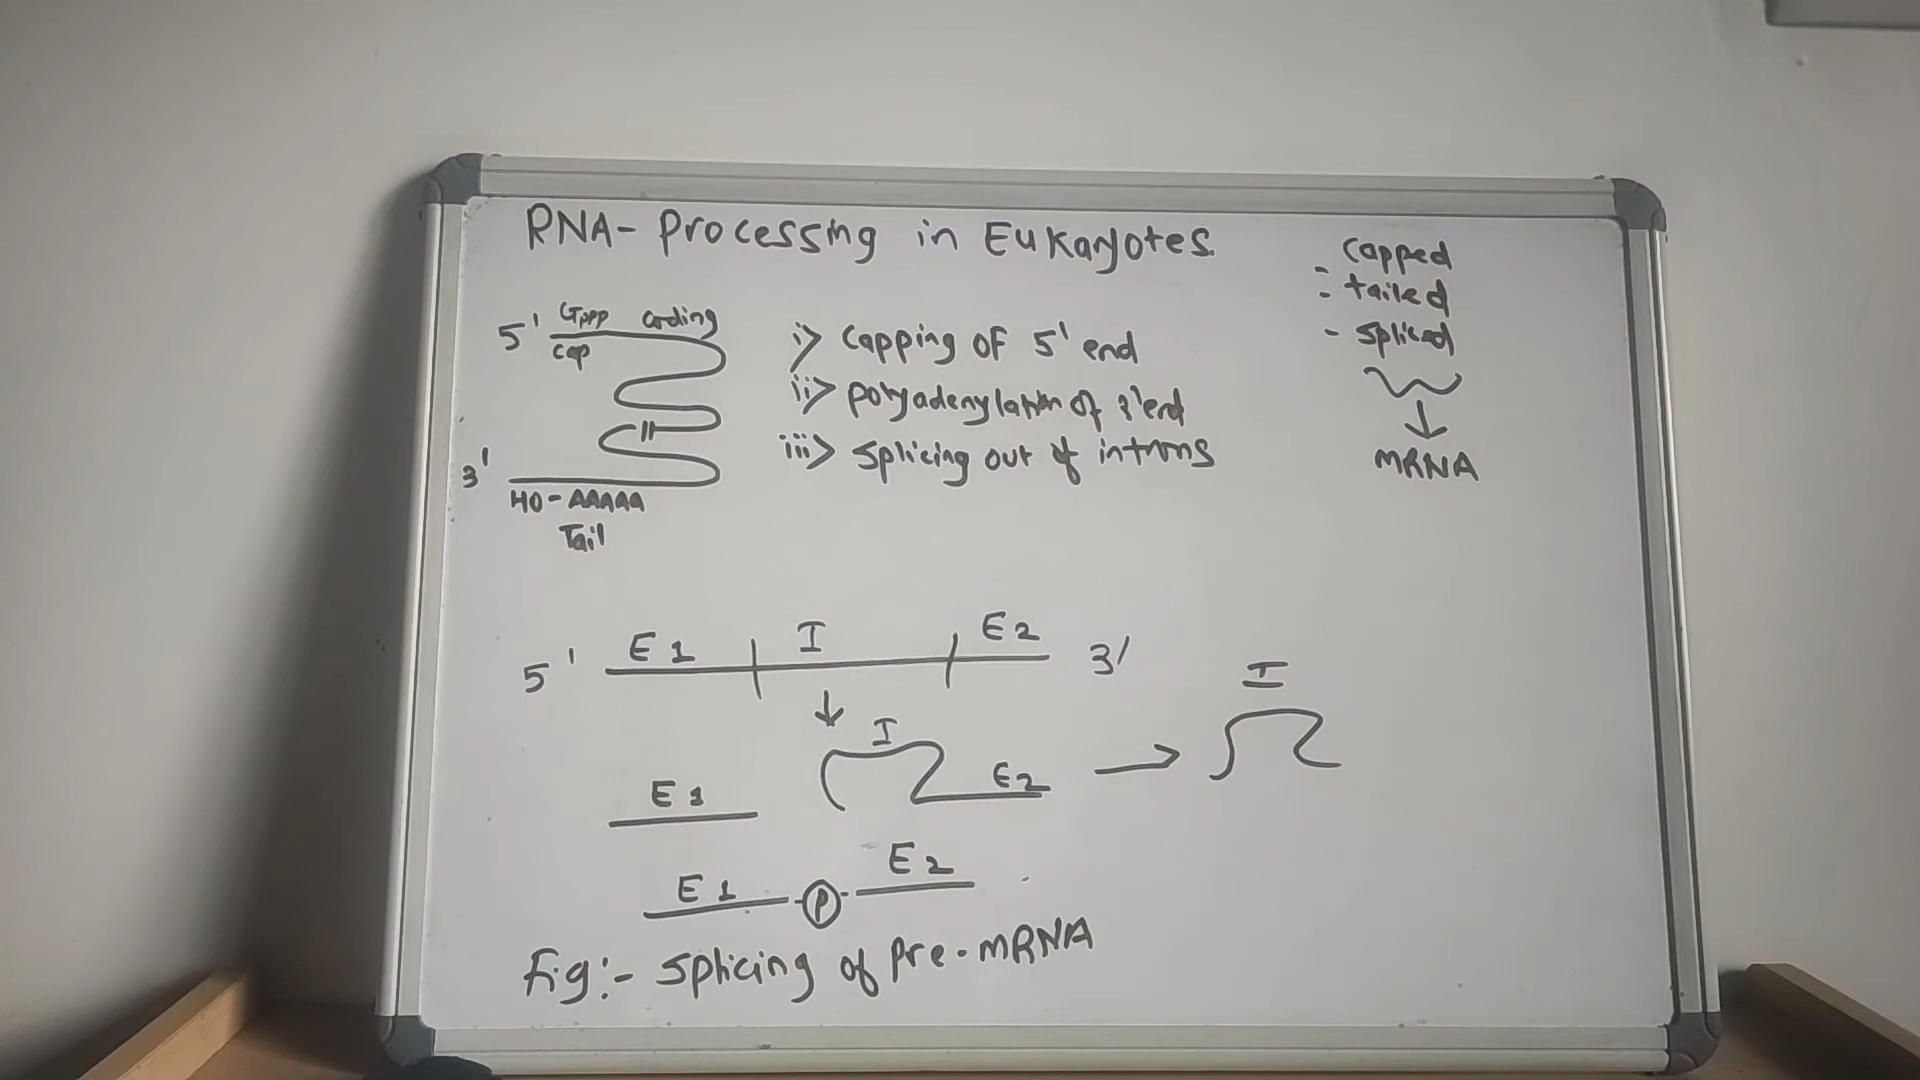 RNA- Processing in Eukaryotes.
5' Gppp coding
cap
3'
HO-AAAAA
Tail
i> Capping OF 5' end
ii> polyadenylation of 3'end
iii> splicing out of introns
capped
- tailed
- spliced
↓
mRNA
5' E1 I E2 3'
↓
E1 I E2 → I
E1 -P- E2
Fig:- splicing of Pre-mRNA